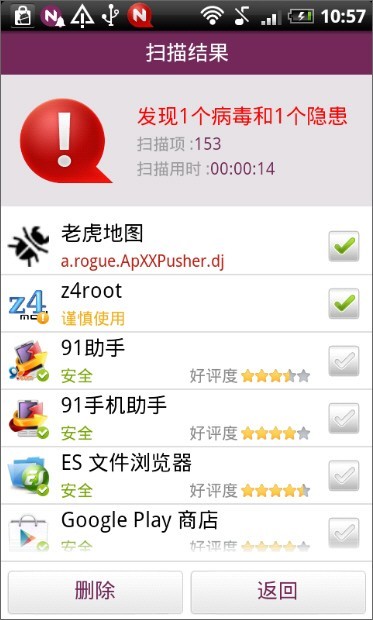 10:57
扫描结果
发现1个病毒和1个隐患
扫描项 :153
扫描用时 :00:00:14
老虎地图
a.rogue.ApXXPusher.dj
z4root
谨慎使用
91助手
安全 好评度
91手机助手
安全 好评度
ES 文件浏览器
安全 好评度
Google Play 商店
安全 好评度
删除 返回